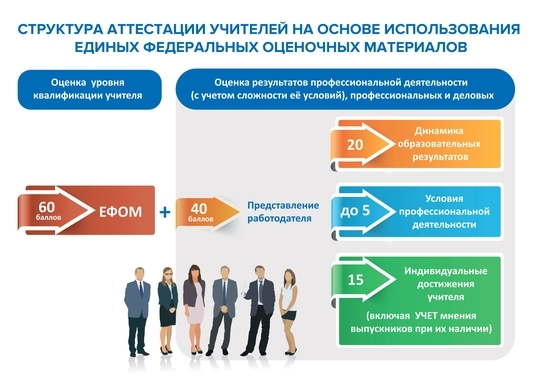 СТРУКТУРА АТТЕСТАЦИИ УЧИТЕЛЕЙ НА ОСНОВЕ ИСПОЛЬЗОВАНИЯ
ЕДИНЫХ ФЕДЕРАЛЬНЫХ ОЦЕНОЧНЫХ МАТЕРИАЛОВ
Оценка уровня
квалификации учителя
Оценка результатов профессиональной деятельности
(с учетом сложности её условий), профессиональных и деловых
60
баллов
ЕФОМ
+
40
баллов
Представление
работодателя
20
Динамика
образовательных
результатов
до 5
Условия
профессиональной
деятельности
15
Индивидуальные
достижения
учителя
(включая УЧЕТ мнения
выпускников при их наличии)